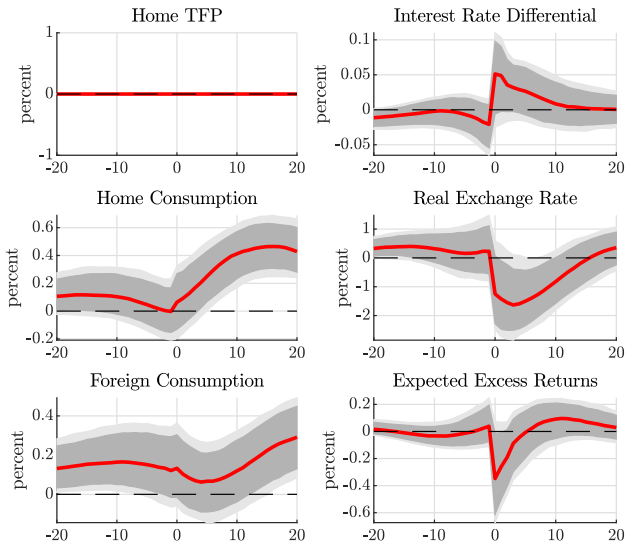 Home TFP
percent
1
0
-1
-20 -10 0 10 20
Interest Rate Differential
percent
0.1
0.05
0
-0.05
-20 -10 0 10 20
Home Consumption
percent
0.6
0.4
0.2
0
-0.2
-20 -10 0 10 20
Real Exchange Rate
percent
1
0
-1
-2
-20 -10 0 10 20
Foreign Consumption
percent
0.4
0.2
0
-20 -10 0 10 20
Expected Excess Returns
percent
0.2
0
-0.2
-0.4
-0.6
-20 -10 0 10 20